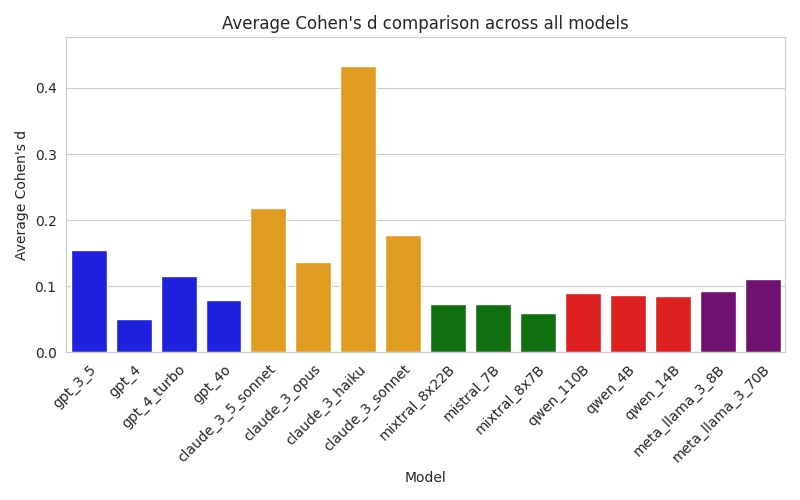 Average Cohen's d comparison across all models
Average Cohen's d
0.4
0.3
0.2
0.1
0.0
gpt_3_5
gpt_4
gpt_4_turbo
gpt_4o
claude_3_5_sonnet
claude_3_opus
claude_3_haiku
claude_3_sonnet
mixtral_8x22B
mistral_7B
mixtral_8x7B
qwen_110B
qwen_4B
qwen_14B
meta_llama_3_8B
meta_llama_3_70B
Model